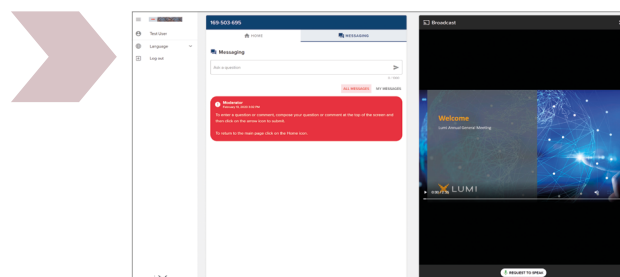 Test User
Language
Log out
169-503-695
HOME
MESSAGING
Messaging
Ask a question
ALL MESSAGES
MY MESSAGES
Moderator
To enter a question or comment, compose your question or comment at the top of the screen and
then click on the arrow icon to submit.
To return to the main page click on the Home icon.
Broadcast
Welcome
Lumi Annual General Meeting
LUMI
REQUEST TO SPEAK